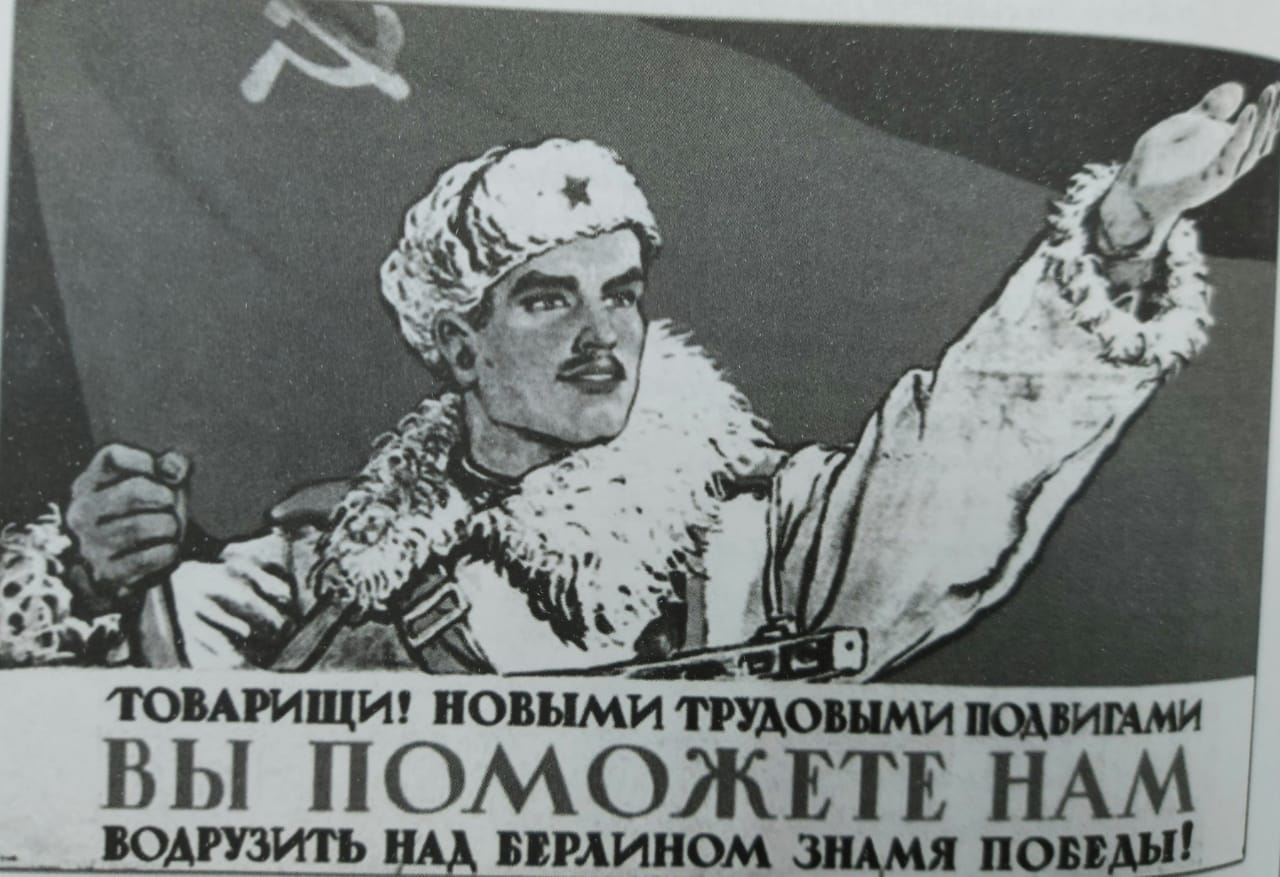 ТОВАРИЩИ! НОВЫМИ ТРУДОВЫМИ ПОДВИГАМИ
ВЫ ПОМОЖЕТЕ НАМ
ВОДРУЗИТЬ НАД БЕРЛИНОМ ЗНАМЯ ПОБЕДЫ!